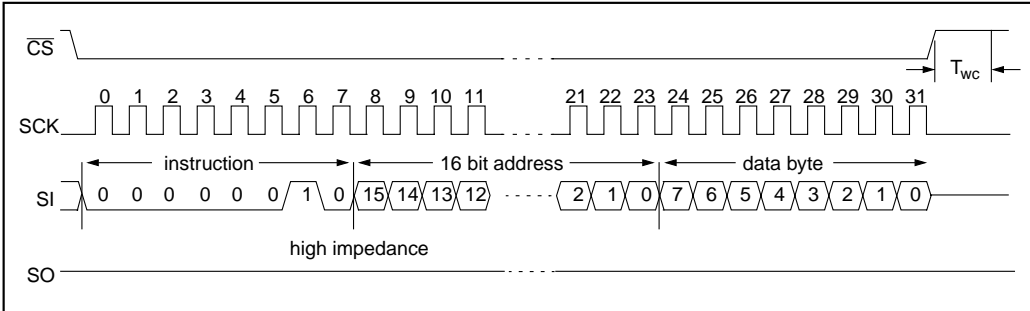 CS
Twc
0 1 2 3 4 5 6 7 8 9 10 11 21 22 23 24 25 26 27 28 29 30 31
SCK
instruction 16 bit address data byte
SI 0 0 0 0 0 0 1 0 15 14 13 12 2 1 0 7 6 5 4 3 2 1 0
high impedance
SO